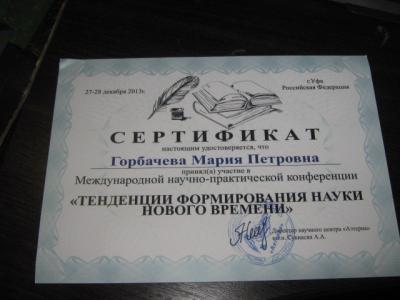 г.Уфа
27-28 декабря 2013г.
Российская Федерация
СЕРТИФИКАТ
настоящим удостоверяется, что
Горбачева Мария Петровна
принял(а) участие в
Международной научно-практической конференции
«ТЕНДЕНЦИИ ФОРМИРОВАНИЯ НАУКИ
НОВОГО ВРЕМЕНИ»
Директор научного центра
А.А.